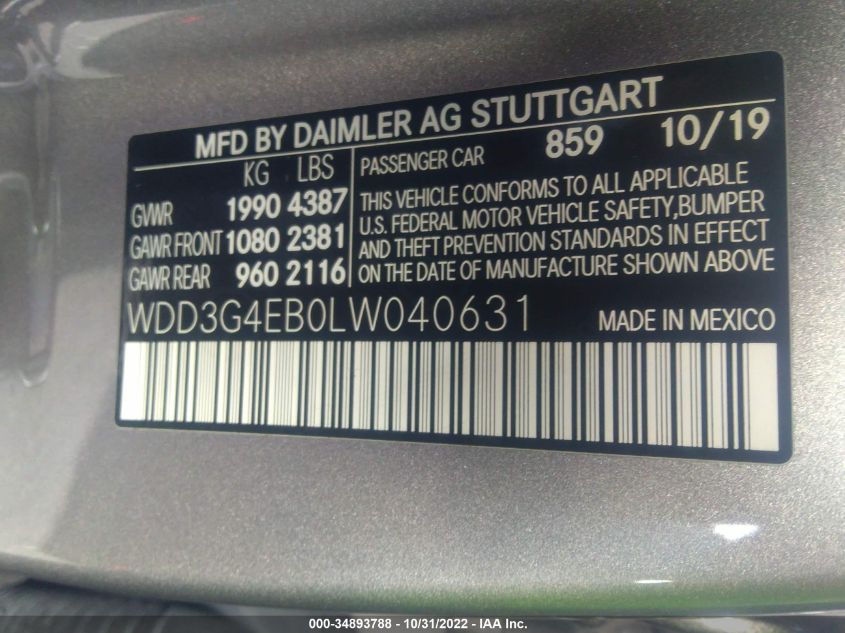 MFD BY DAIMLER AG STUTTGART
KG LBS
GVWR 1990 4387
GAWR FRONT 1080 2381
GAWR REAR 960 2116
PASSENGER CAR 859 10/19
THIS VEHICLE CONFORMS TO ALL APPLICABLE
U.S. FEDERAL MOTOR VEHICLE SAFETY,BUMPER
AND THEFT PREVENTION STANDARDS IN EFFECT
ON THE DATE OF MANUFACTURE SHOWN ABOVE
WDD3G4EB0LW040631 MADE IN MEXICO
000-34893788 - 10/31/2022 - IAA Inc.